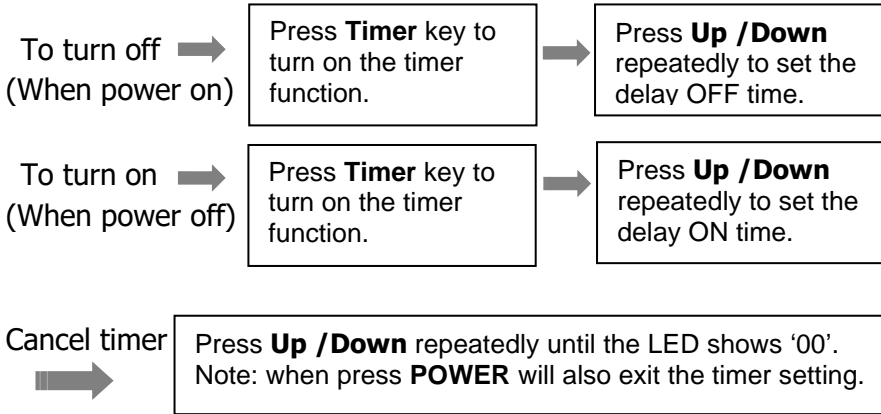 To turn off
(When power on)
Press Timer key to
turn on the timer
function.
Press Up /Down
repeatedly to set the
delay OFF time.
To turn on
(When power off)
Press Timer key to
turn on the timer
function.
Press Up /Down
repeatedly to set the
delay ON time.
Cancel timer
Press Up /Down repeatedly until the LED shows ‘00’.
Note: when press POWER will also exit the timer setting.